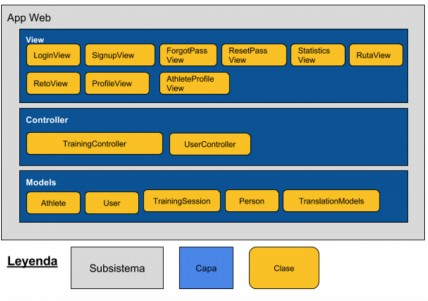 App Web
View
LoginView
SignupView
ForgotPass
View
ResetPass
View
Statistics
View
RutaView
RetoView
ProfileView
AthleteProfile
View
Controller
TrainingController
UserController
Models
Athlete
User
TrainingSession
Person
TranslationModels
Leyenda
Subsistema
Capa
Clase